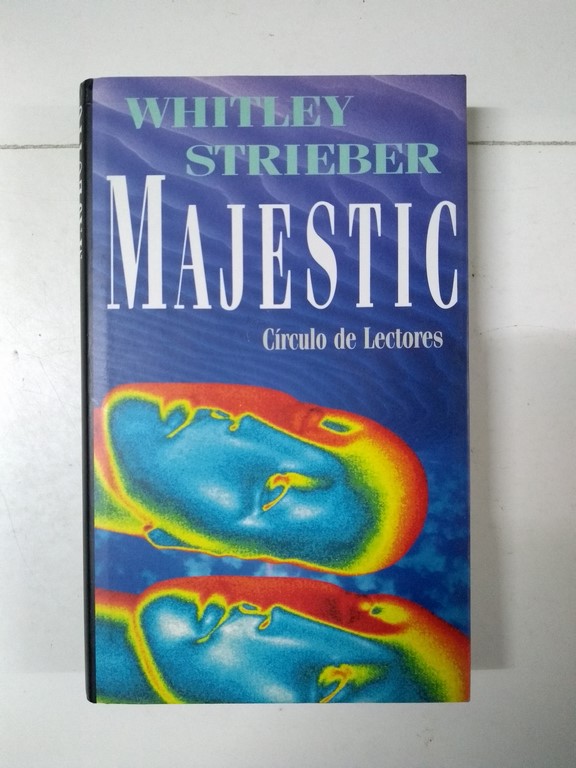 WHITLEY
STRIEBER
MAJESTIC
Círculo de Lectores